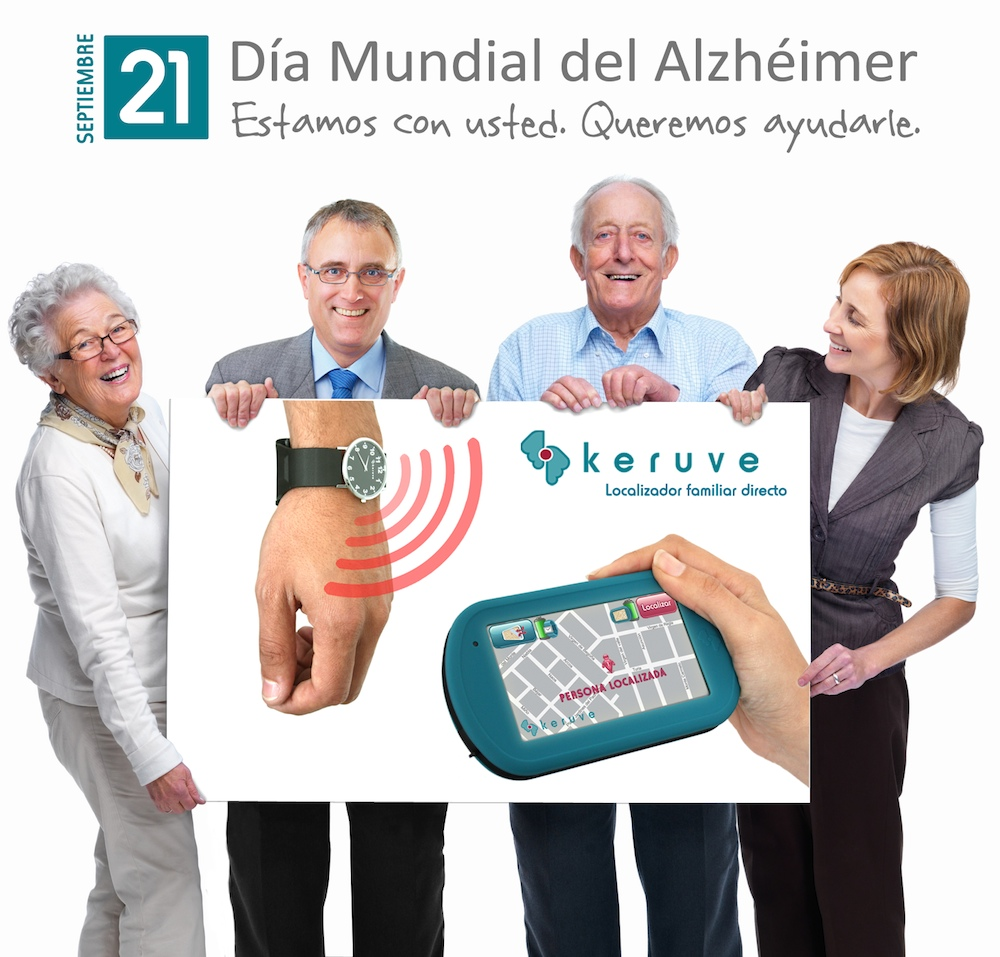 SEPTIEMBRE
21
Día Mundial del Alzhéimer
Estamos con usted. Queremos ayudarle.
keruve
Localizador familiar directo
Localizar
PERSONA LOCALIZADA
keruve